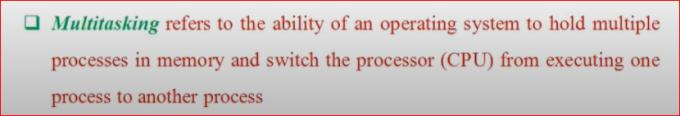 ❑ Multitasking refers to the ability of an operating system to hold multiple
processes in memory and switch the processor (CPU) from executing one
process to another process